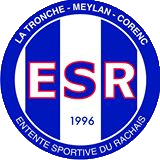 LA TRONCHE - MEYLAN - CORENC
ESR
1996
ENTENTE SPORTIVE DU RACHAIS